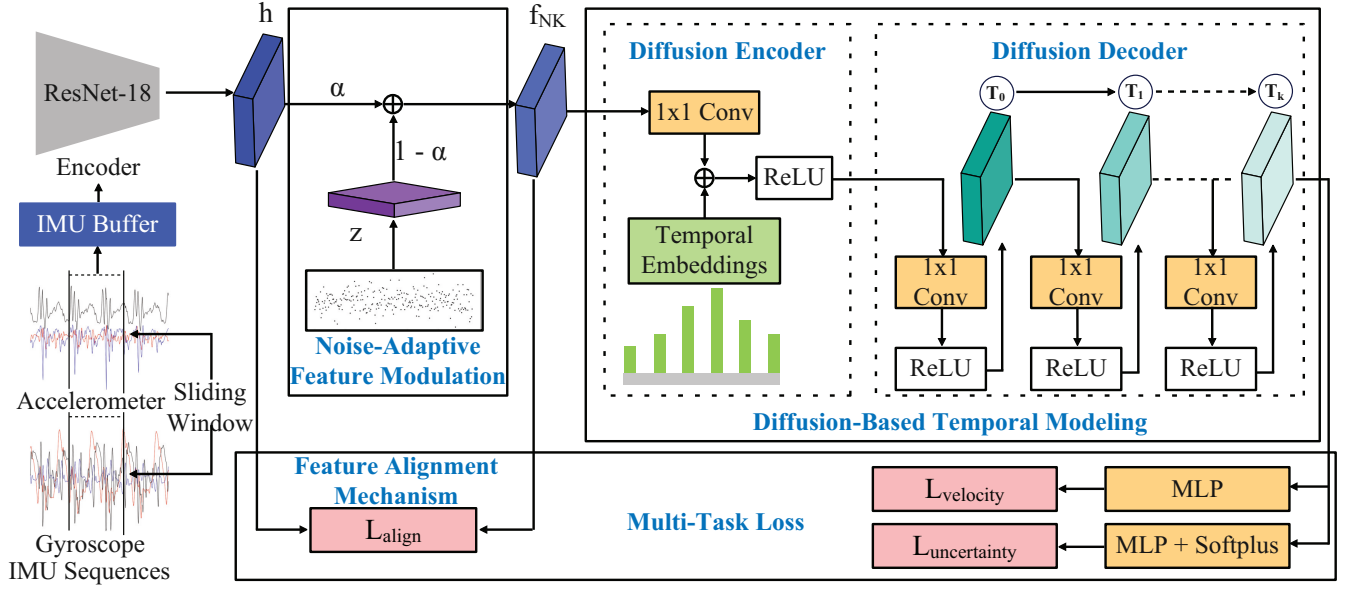 h
f_NK
ResNet-18
Encoder
IMU Buffer
Accelerometer
Sliding
Window
Gyroscope
IMU Sequences
α
1 - α
z
Noise-Adaptive
Feature Modulation
Diffusion Encoder
1x1 Conv
ReLU
Temporal
Embeddings
Diffusion Decoder
T_0
T_1
T_k
1x1
Conv
1x1
Conv
1x1
Conv
ReLU
ReLU
ReLU
Diffusion-Based Temporal Modeling
Feature Alignment
Mechanism
L_align
Multi-Task Loss
L_velocity
MLP
L_uncertainty
MLP + Softplus